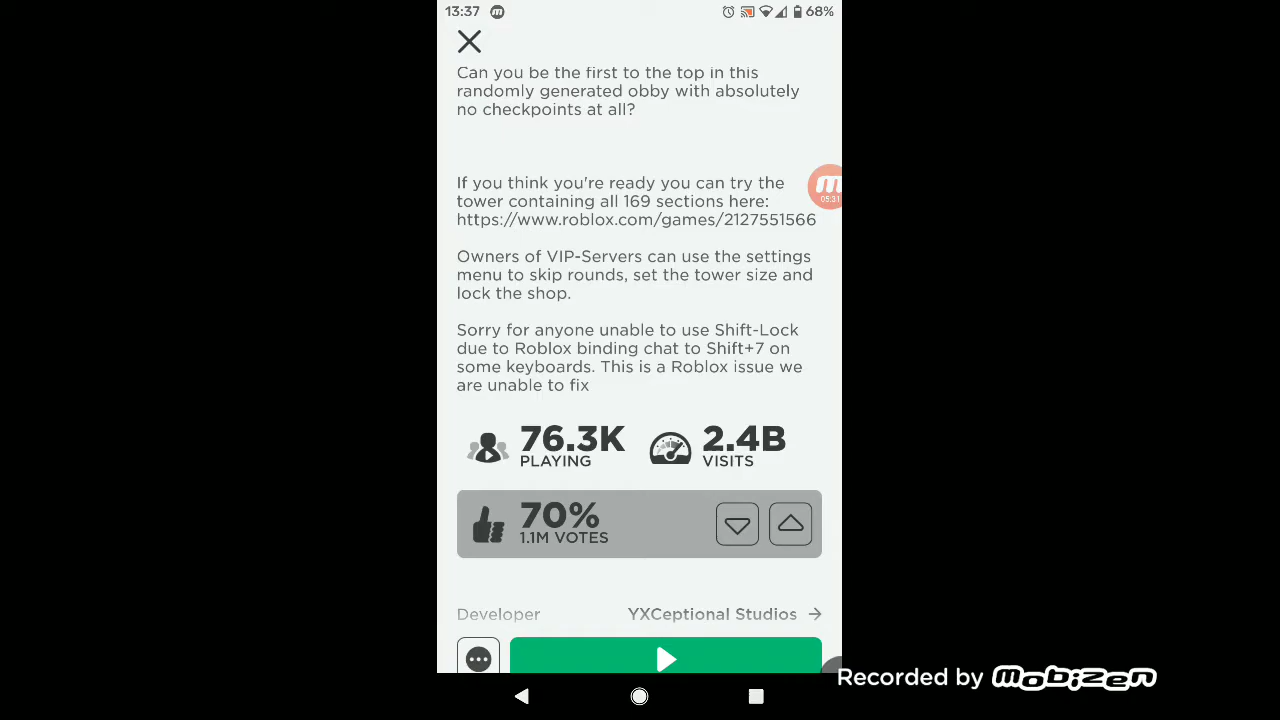 13:37
68%
Can you be the first to the top in this
randomly generated obby with absolutely
no checkpoints at all?
If you think you're ready you can try the
tower containing all 169 sections here:
https://www.roblox.com/games/2127551566
05:31
Owners of VIP-Servers can use the settings
menu to skip rounds, set the tower size and
lock the shop.
Sorry for anyone unable to use Shift-Lock
due to Roblox binding chat to Shift+7 on
some keyboards. This is a Roblox issue we
are unable to fix
76.3K
PLAYING
2.4B
VISITS
70%
1.1M VOTES
Developer
YXCeptional Studios
Recorded by mobizen